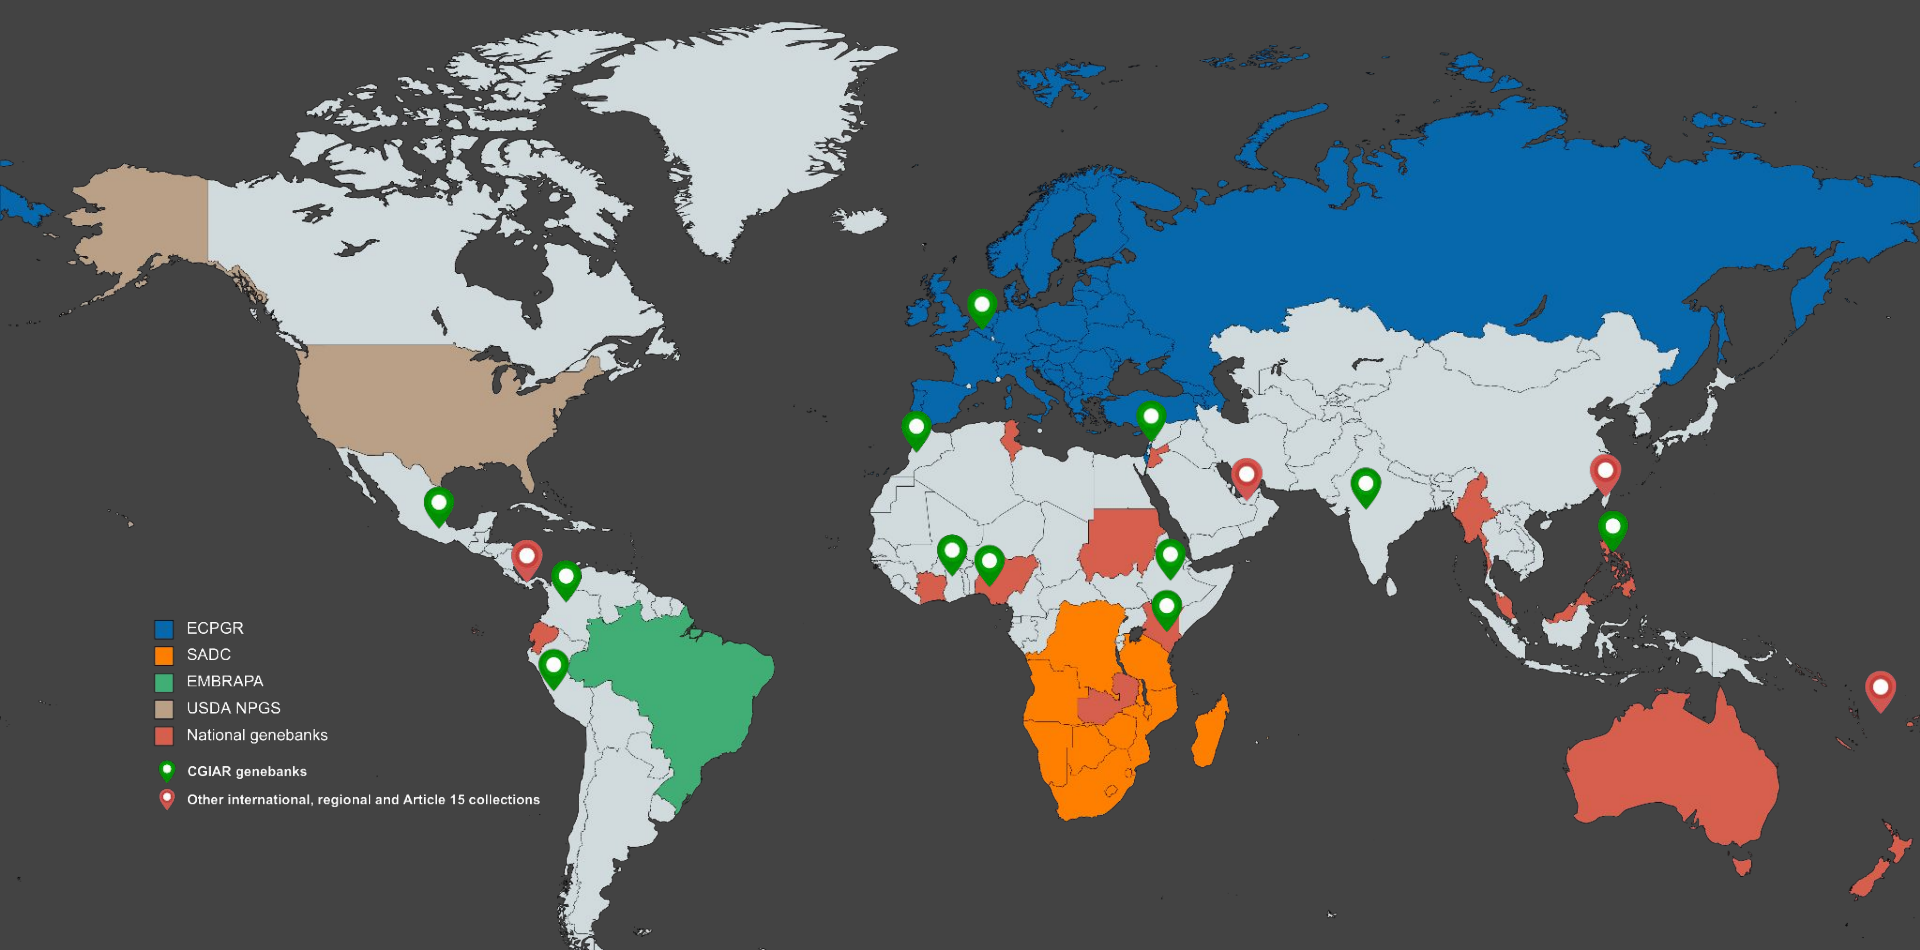 ECPGR
SADC
EMBRAPA
USDA NPGS
National genebanks
CGIAR genebanks
Other international, regional and Article 15 collections